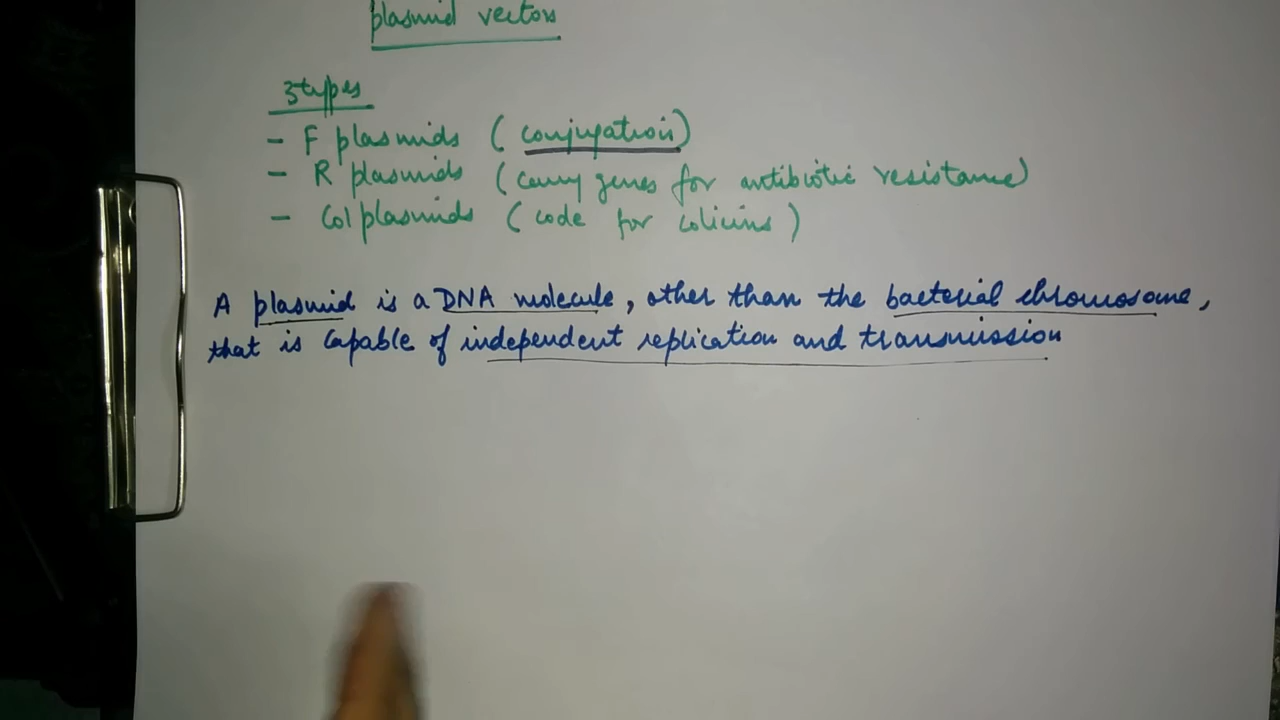 plasmid vectors
3types
- F plasmids (conjugation)
- R plasmids (carry genes for antibiotic resistance)
- Col plasmids (code for colicins)
A plasmid is a DNA molecule, other than the bacterial chromosome,
that is capable of independent replication and transmission